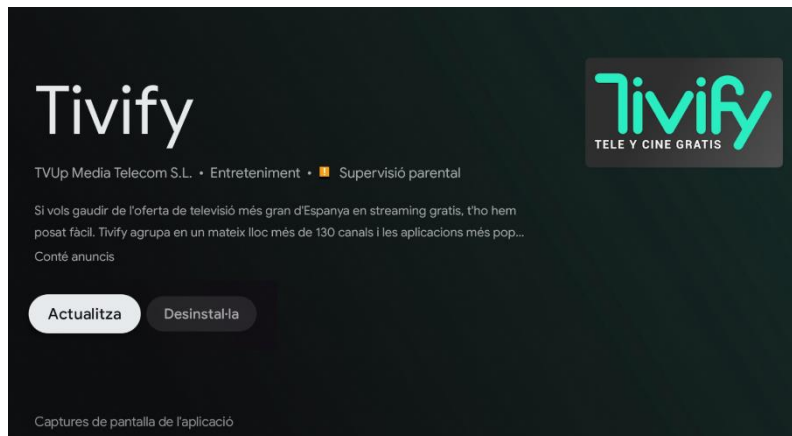 Tivify
Tivify
TELE Y CINE GRATIS
TVUp Media Telecom S.L. • Entreteniment • Supervisió parental
Si vols gaudir de l'oferta de televisió més gran d'Espanya en streaming gratis, t'ho hem
posat fàcil. Tivify agrupa en un mateix lloc més de 130 canals i les aplicacions més pop...
Conté anuncis
Actualitza
Desinstal·la
Captures de pantalla de l'aplicació